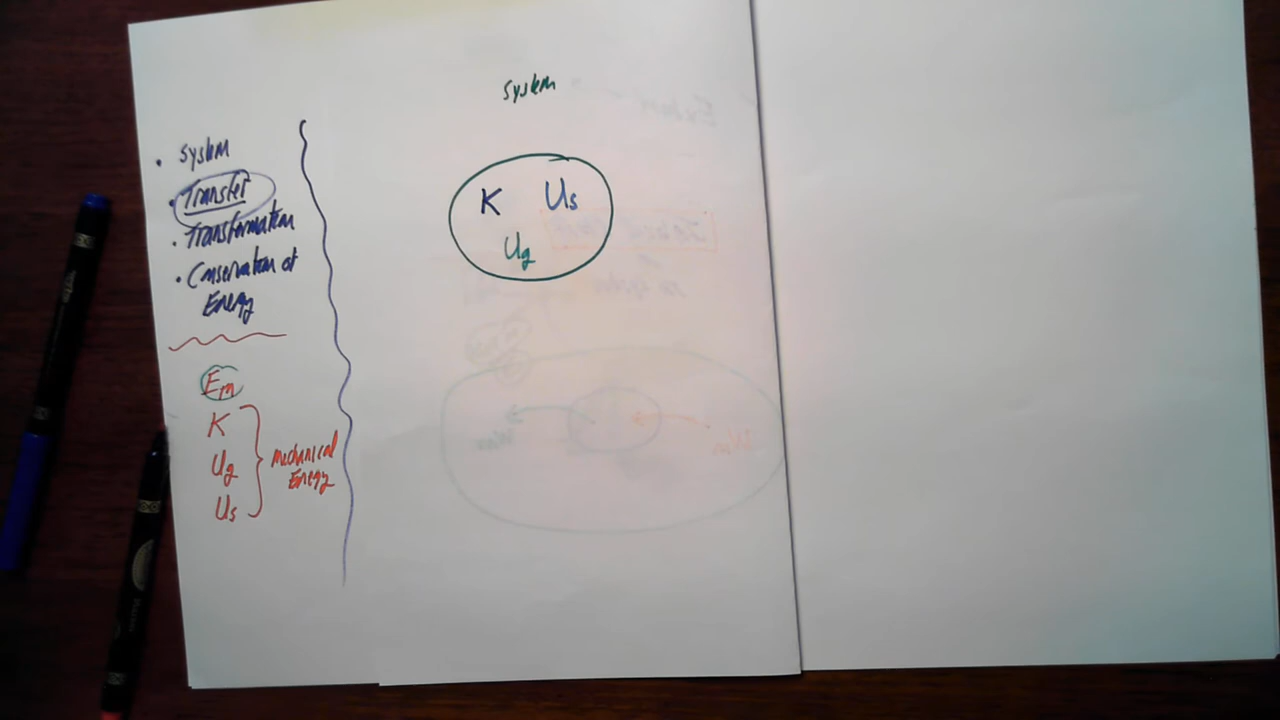 System
• System
• Transfer
• Transformation
• Conservation of
Energy
K Us
Ug
Em
K
Ug
Us
Mechanical
Energy